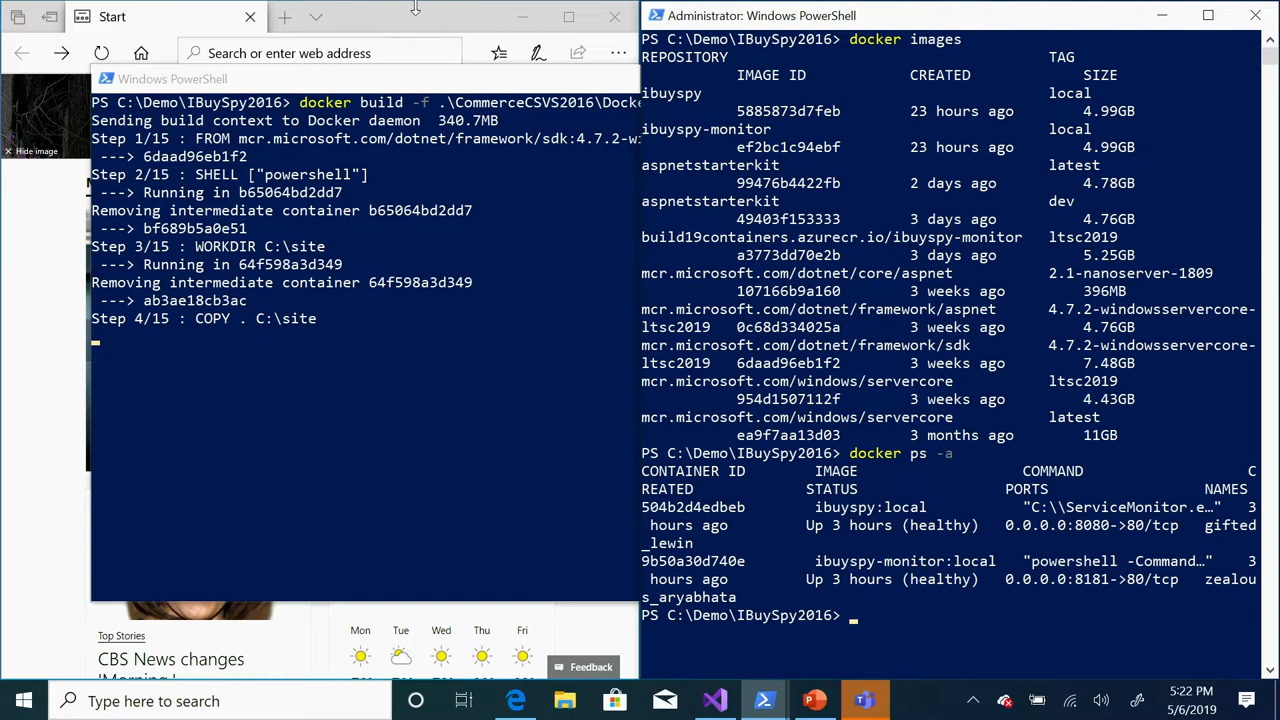 Start
Search or enter web address
Hide image
Windows PowerShell
PS C:\Demo\IBuySpy2016> docker build -f .\CommerceCSVS2016\Docke
Sending build context to Docker daemon  340.7MB
Step 1/15 : FROM mcr.microsoft.com/dotnet/framework/sdk:4.7.2-wi
---> 6daad96eb1f2
Step 2/15 : SHELL ["powershell"]
---> Running in b65064bd2dd7
Removing intermediate container b65064bd2dd7
---> bf689b5a0e51
Step 3/15 : WORKDIR C:\site
---> Running in 64f598a3d349
Removing intermediate container 64f598a3d349
---> ab3ae18cb3ac
Step 4/15 : COPY . C:\site
Top Stories
CBS News changes
Mon Tue Wed Thu Fri
Feedback
Administrator: Windows PowerShell
PS C:\Demo\IBuySpy2016> docker images
REPOSITORY TAG
IMAGE ID CREATED SIZE
ibuyspy local
5885873d7feb 23 hours ago 4.99GB
ibuyspy-monitor local
ef2bc1c94ebf 23 hours ago 4.99GB
aspnetstarterkit latest
99476b4422fb 2 days ago 4.78GB
aspnetstarterkit dev
49403f153333 3 days ago 4.76GB
build19containers.azurecr.io/ibuyspy-monitor ltsc2019
a3773dd70e2b 3 days ago 5.25GB
mcr.microsoft.com/dotnet/core/aspnet 2.1-nanoserver-1809
107166b9a160 3 weeks ago 396MB
mcr.microsoft.com/dotnet/framework/aspnet 4.7.2-windowsservercore-
ltsc2019 0c68d334025a 3 weeks ago 4.76GB
mcr.microsoft.com/dotnet/framework/sdk 4.7.2-windowsservercore-
ltsc2019 6daad96eb1f2 3 weeks ago 7.48GB
mcr.microsoft.com/windows/servercore ltsc2019
954d1507112f 3 weeks ago 4.43GB
mcr.microsoft.com/windows/servercore latest
ea9f7aa13d03 3 months ago 11GB
PS C:\Demo\IBuySpy2016> docker ps -a
CONTAINER ID IMAGE COMMAND C
REATED STATUS PORTS NAMES
504b2d4edbeb ibuyspy:local "C:\\ServiceMonitor.e…" 3
hours ago Up 3 hours (healthy) 0.0.0.0:8080->80/tcp gifted
_lewin
9b50a30d740e ibuyspy-monitor:local "powershell -Command…" 3
hours ago Up 3 hours (healthy) 0.0.0.0:8181->80/tcp zealou
s_aryabhata
PS C:\Demo\IBuySpy2016>
Type here to search
5:22 PM
5/6/2019